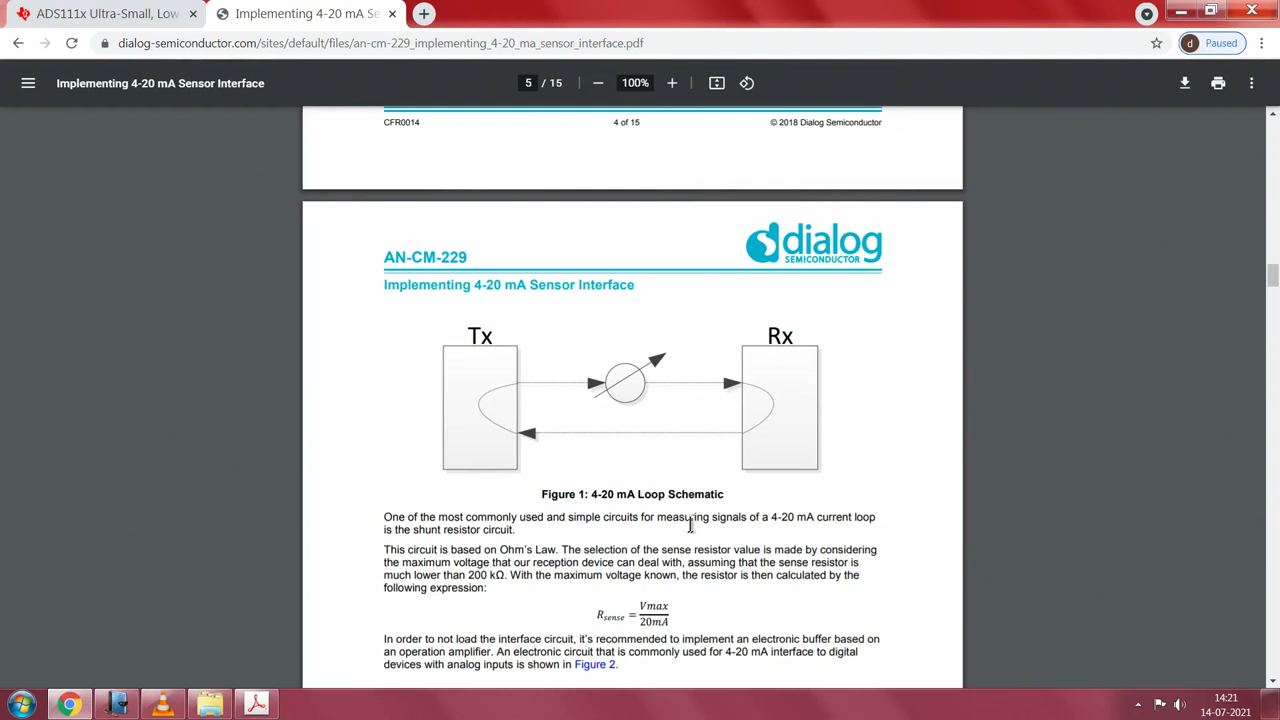 ADS111x Ultra-Small, Low
Implementing 4-20 mA Se
dialog-semiconductor.com/sites/default/files/an-cm-229_implementing_4-20_ma_sensor_interface.pdf
d Paused
Implementing 4-20 mA Sensor Interface
5 / 15
100%
CFR0014 4 of 15 © 2018 Dialog Semiconductor
dialog
SEMICONDUCTOR
AN-CM-229
Implementing 4-20 mA Sensor Interface
Tx Rx
Figure 1: 4-20 mA Loop Schematic
One of the most commonly used and simple circuits for measuring signals of a 4-20 mA current loop
is the shunt resistor circuit.
This circuit is based on Ohm's Law. The selection of the sense resistor value is made by considering
the maximum voltage that our reception device can deal with, assuming that the sense resistor is
much lower than 200 kΩ. With the maximum voltage known, the resistor is then calculated by the
following expression:
Rsense = Vmax / 20mA
In order to not load the interface circuit, it's recommended to implement an electronic buffer based on
an operation amplifier. An electronic circuit that is commonly used for 4-20 mA interface to digital
devices with analog inputs is shown in Figure 2.
14:21
14-07-2021